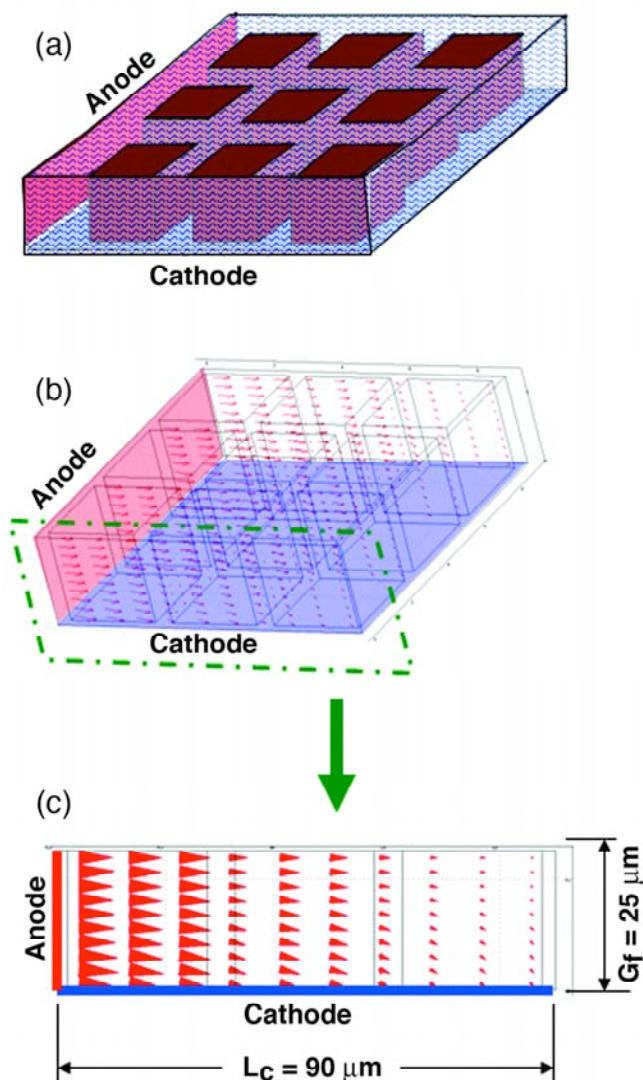 (a)
Anode
Cathode
(b)
Anode
Cathode
(c)
Anode
Cathode
Gf = 25 μm
LC = 90 μm